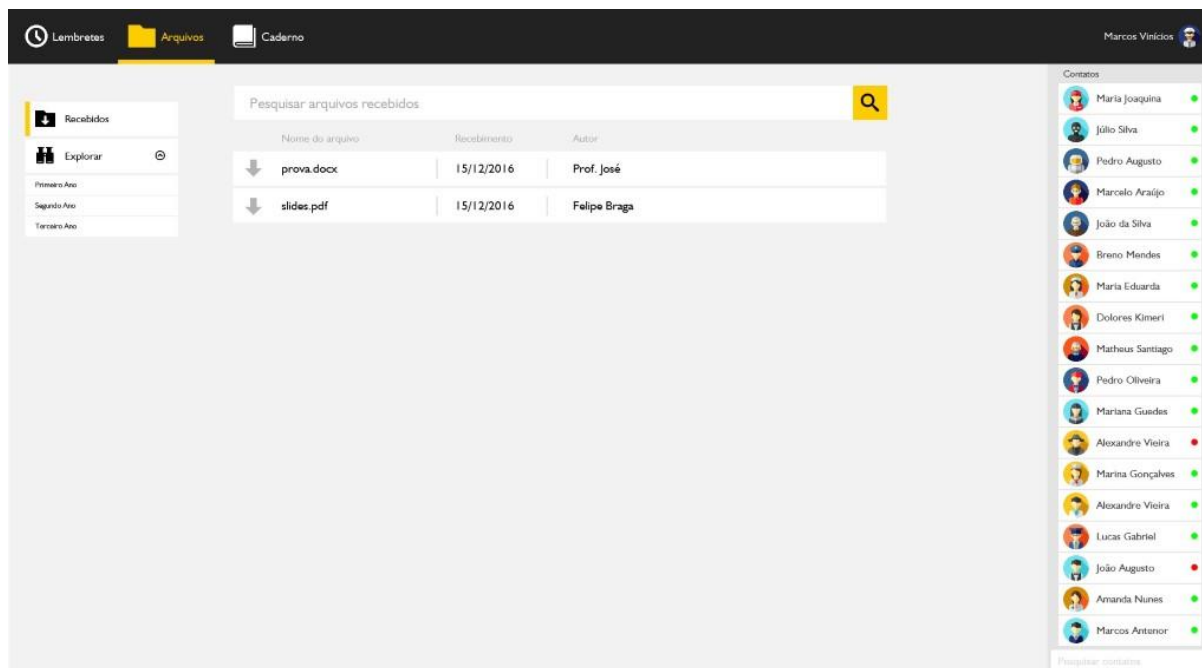 Lembretes Arquivos Caderno Marcos Vinícios
Recebidos
Explorar
Primeiro Ano
Segundo Ano
Terceiro Ano
Pesquisar arquivos recebidos
Nome do arquivo Recebimento Autor
prova.docx 15/12/2016 Prof. José
slides.pdf 15/12/2016 Felipe Braga
Contatos
Maria Joaquina
Júlio Silva
Pedro Augusto
Marcelo Araújo
João da Silva
Breno Mendes
Maria Eduarda
Dolores Kimeri
Matheus Santiago
Pedro Oliveira
Mariana Guedes
Alexandre Vieira
Marina Gonçalves
Alexandre Vieira
Lucas Gabriel
João Augusto
Amanda Nunes
Marcos Antenor
Pesquisar contatos